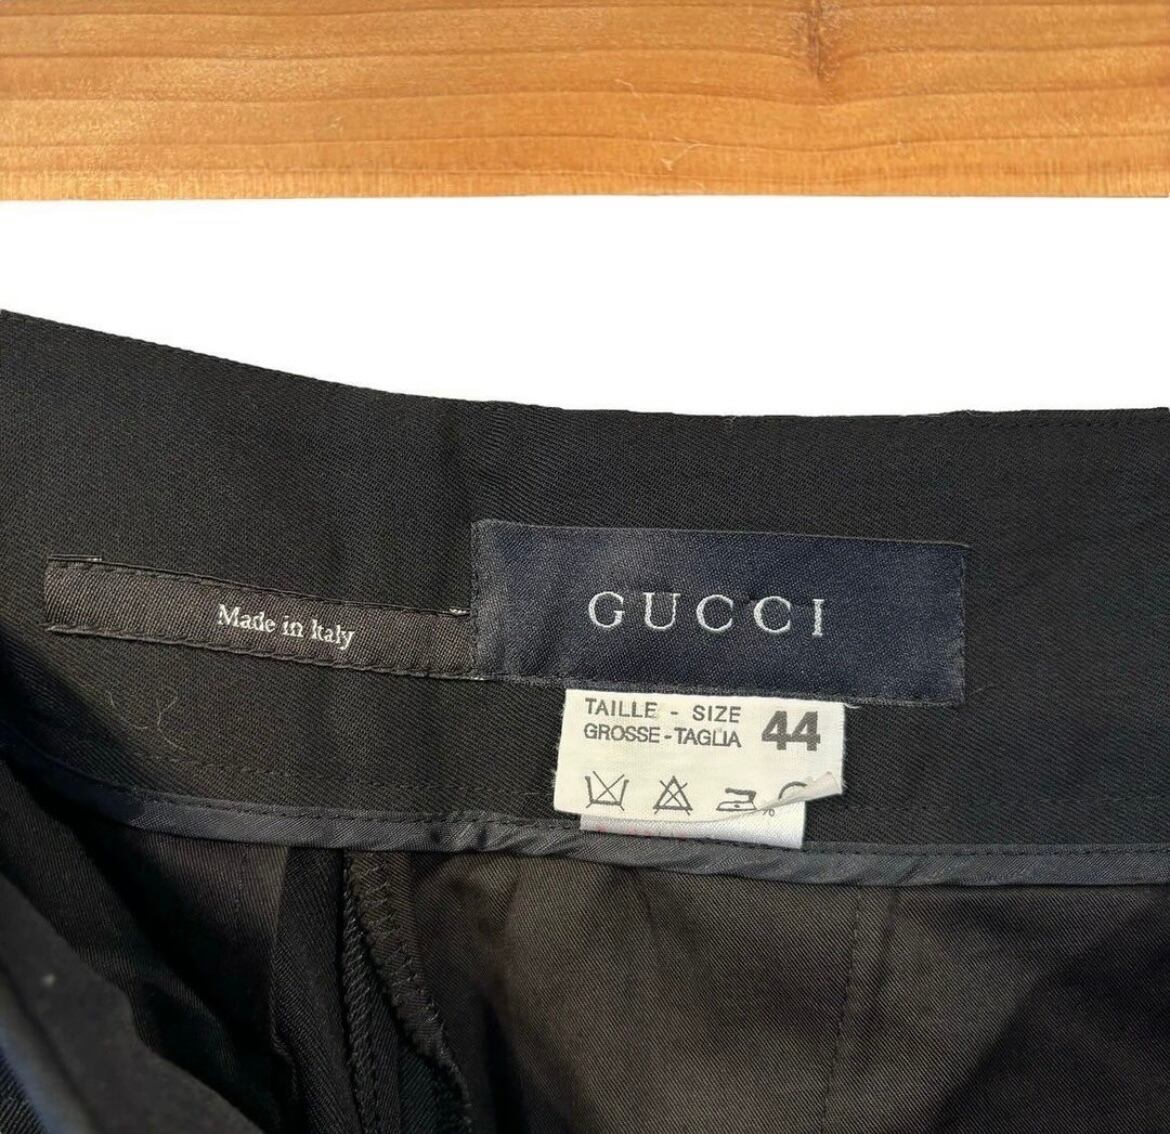 Made in Italy
GUCCI
TAILLE - SIZE
GROSSE - TAGLIA
44